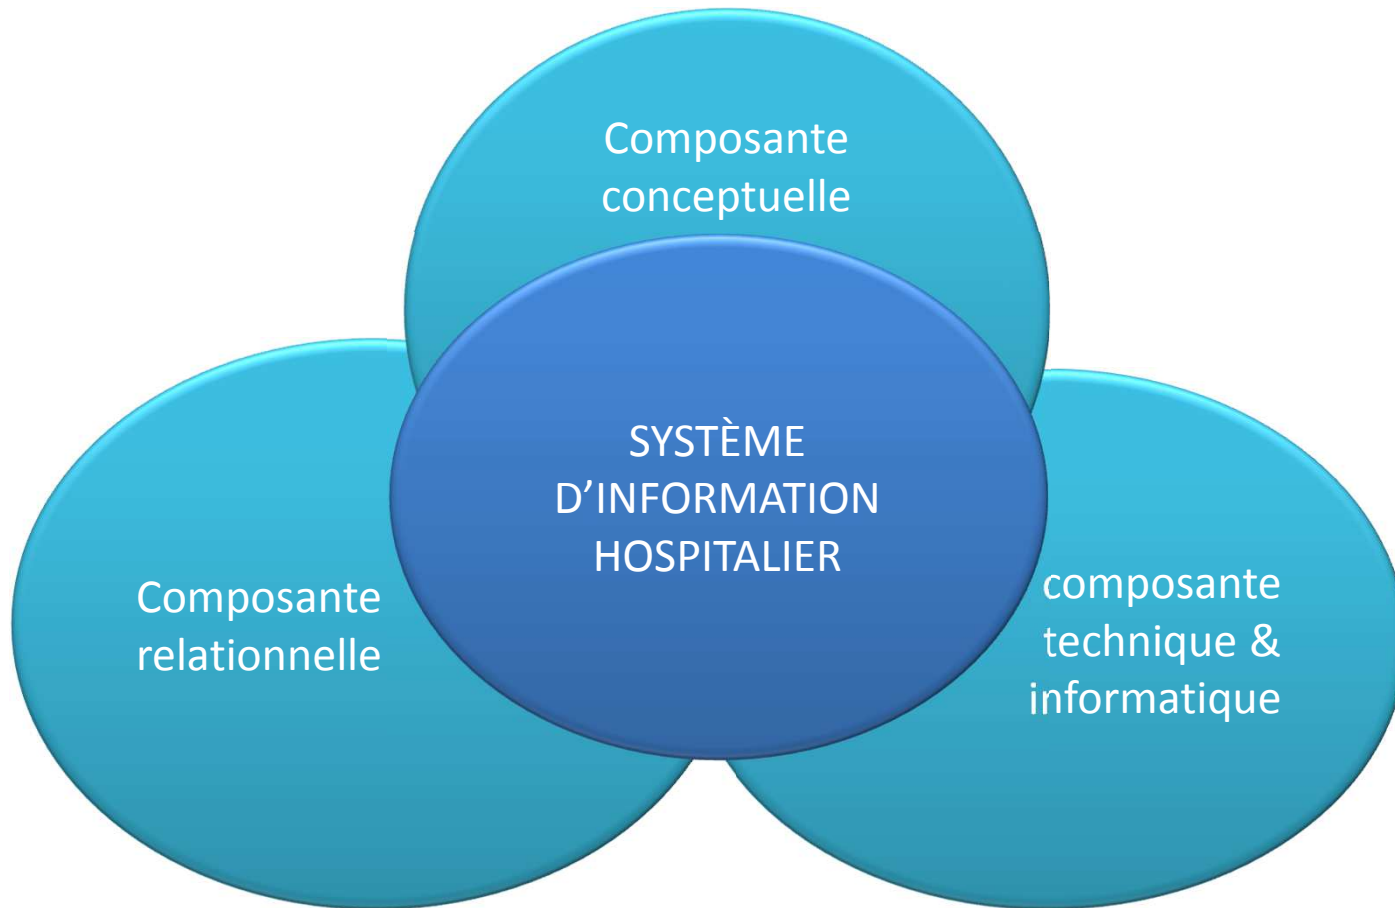 Composante
conceptuelle
SYSTÈME
D’INFORMATION
HOSPITALIER
Composante
relationnelle
composante
technique &
informatique